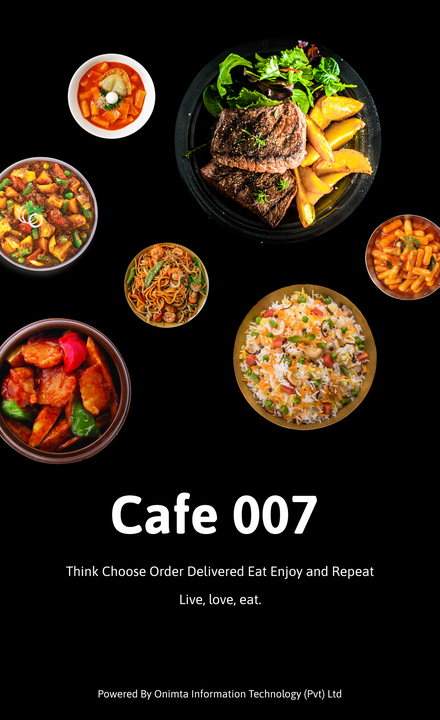 Cafe 007
Think Choose Order Delivered Eat Enjoy and Repeat
Live, love, eat.
Powered By Onimta Information Technology (Pvt) Ltd